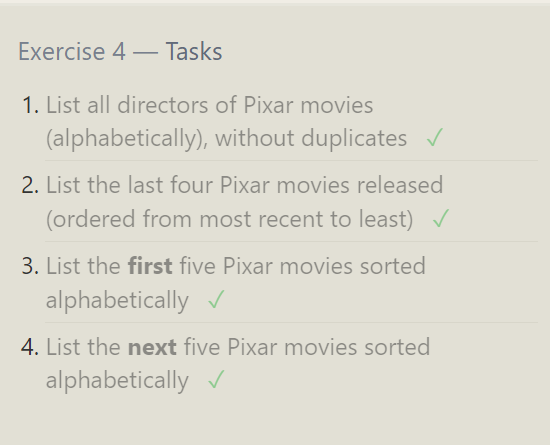 Exercise 4 — Tasks
1. List all directors of Pixar movies
(alphabetically), without duplicates ✓
2. List the last four Pixar movies released
(ordered from most recent to least) ✓
3. List the first five Pixar movies sorted
alphabetically ✓
4. List the next five Pixar movies sorted
alphabetically ✓